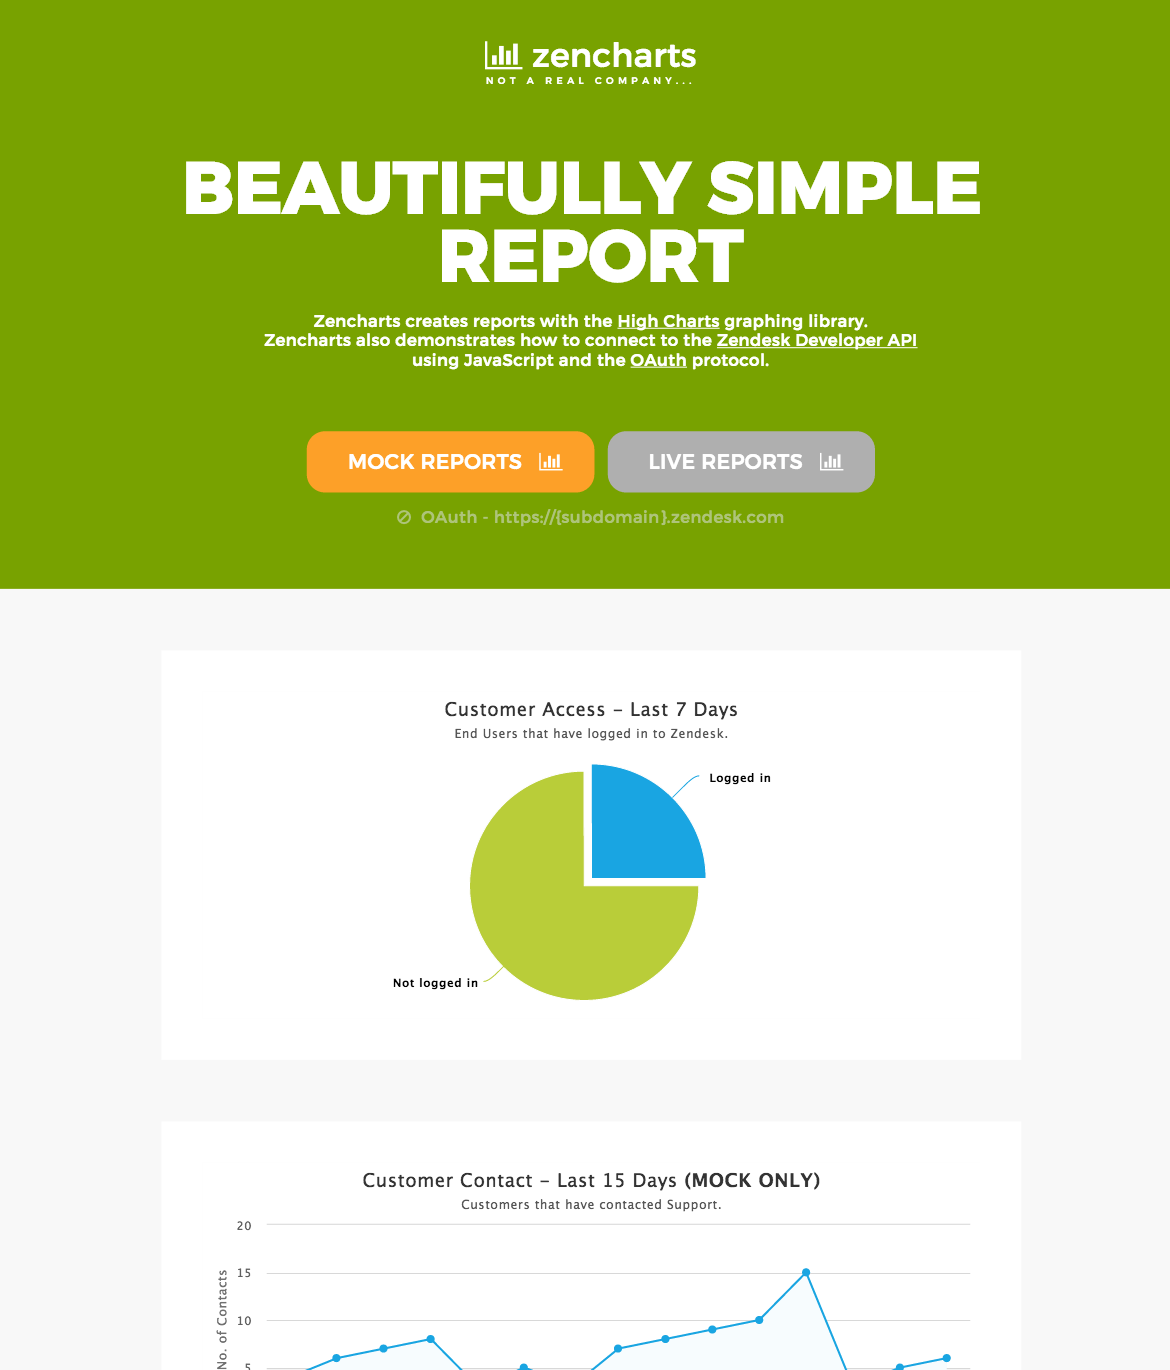 zencharts
NOT A REAL COMPANY...
BEAUTIFULLY SIMPLE
REPORT
Zencharts creates reports with the High Charts graphing library.
Zencharts also demonstrates how to connect to the Zendesk Developer API
using JavaScript and the OAuth protocol.
MOCK REPORTS
LIVE REPORTS
OAuth - https://{subdomain}.zendesk.com
Customer Access – Last 7 Days
End Users that have logged in to Zendesk.
Logged in
Not logged in
Customer Contact – Last 15 Days (MOCK ONLY)
Customers that have contacted Support.
20
15
10
5
No. of Contacts